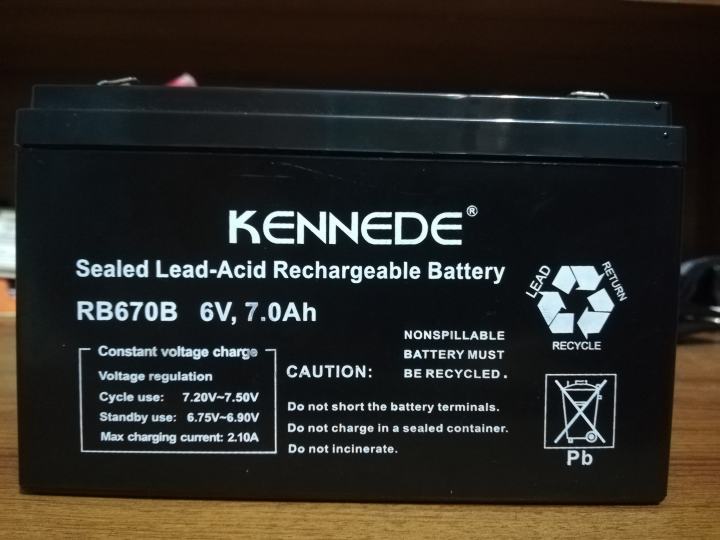 KENNEDE®
Sealed Lead-Acid Rechargeable Battery
RB670B 6V, 7.0Ah
Constant voltage charge
Voltage regulation
Cycle use: 7.20V~7.50V
Standby use: 6.75V~6.90V
Max charging current: 2.10A
CAUTION:
NONSPILLABLE
BATTERY MUST
BE RECYCLED.
Do not short the battery terminals.
Do not charge in a sealed container.
Do not incinerate.
LEAD
RETURN
RECYCLE
Pb